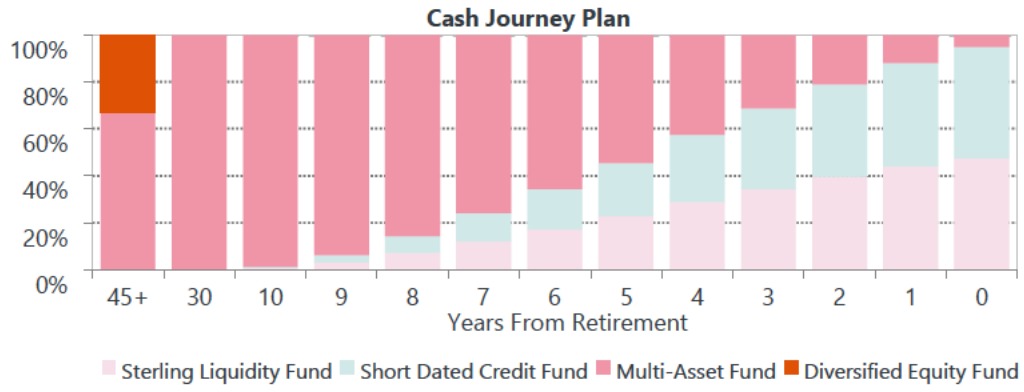 Cash Journey Plan
100%
80%
60%
40%
20%
0%
45+ 30 10 9 8 7 6 5 4 3 2 1 0
Years From Retirement
Sterling Liquidity Fund Short Dated Credit Fund Multi-Asset Fund Diversified Equity Fund